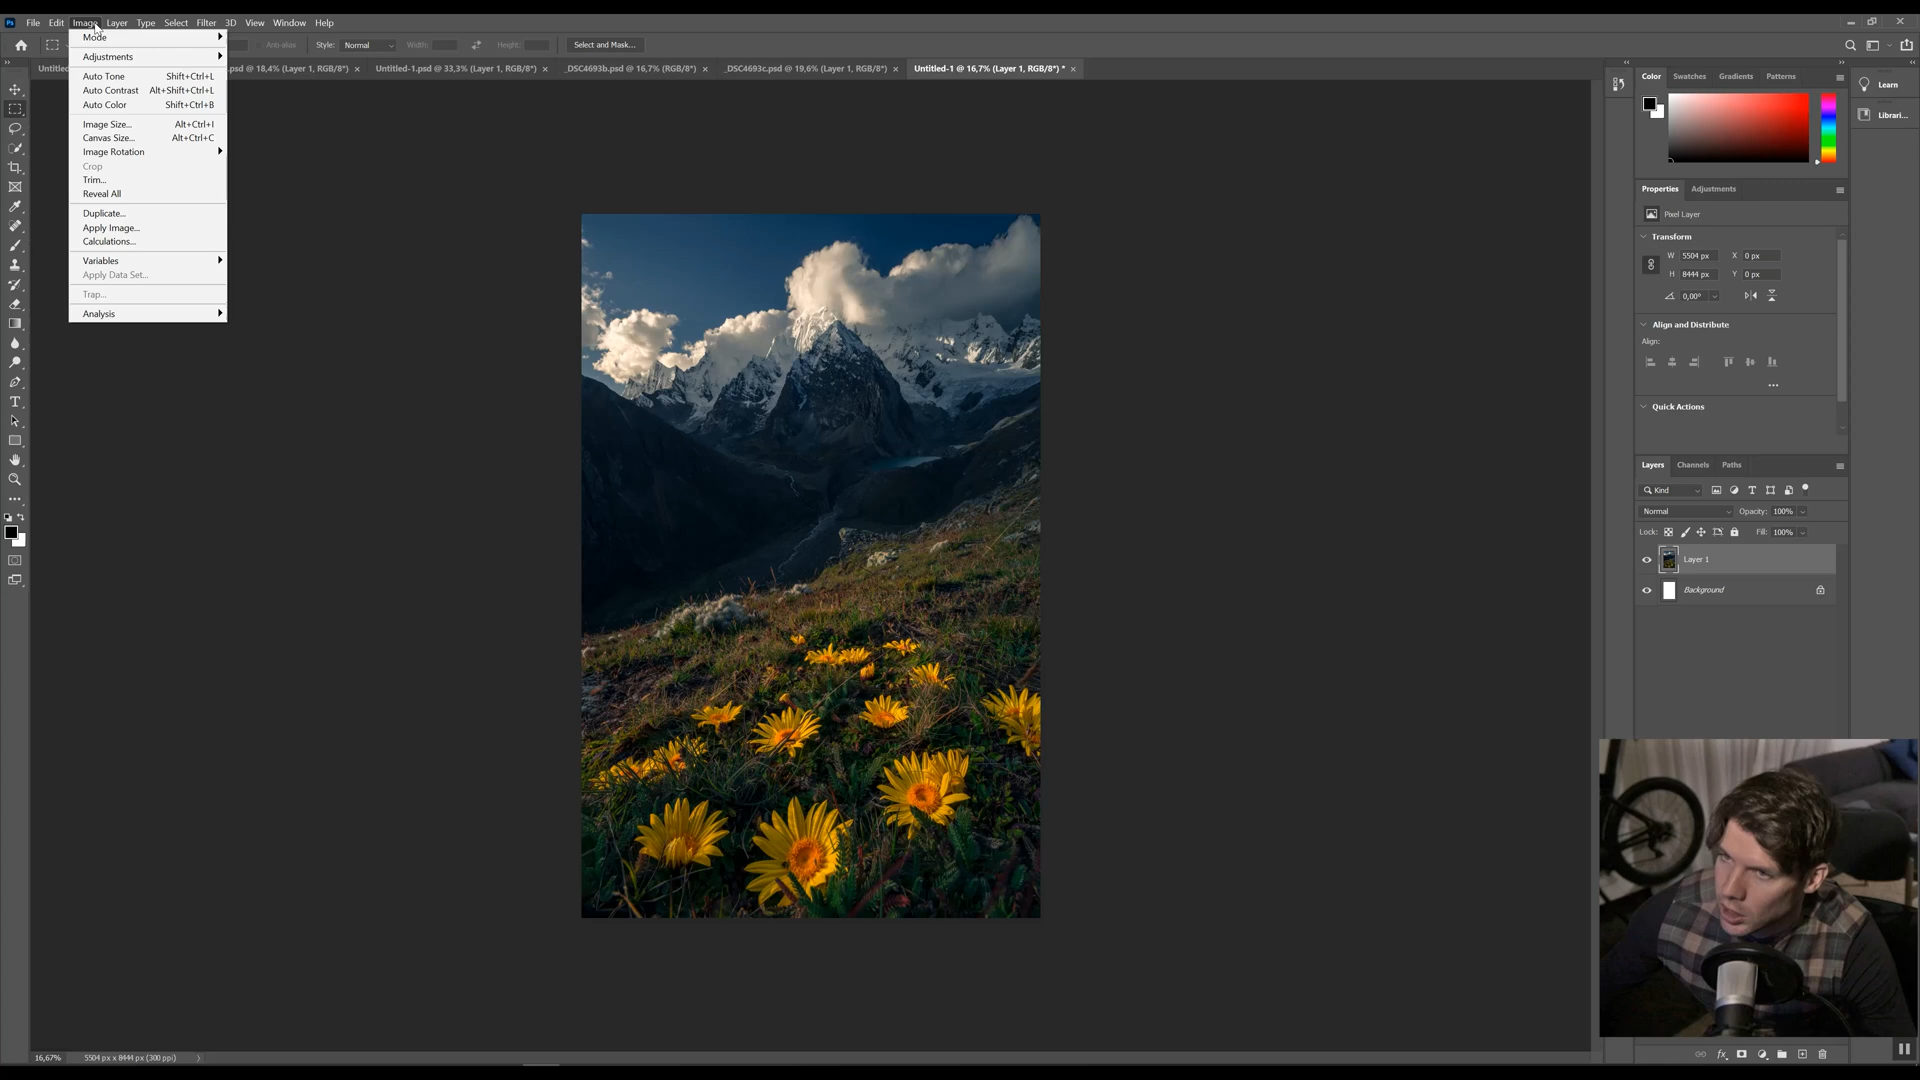 Ps File Edit Image Layer Type Select Filter 3D View Window Help
Anti-alias Style: Normal Width: Height: Select and Mask...
Untitled .psd @ 18,4% (Layer 1, RGB/8*) × Untitled-1.psd @ 33,3% (Layer 1, RGB/8*) × _DSC4693b.psd @ 16,7% (RGB/8*) × _DSC4693c.psd @ 19,6% (Layer 1, RGB/8*) × Untitled-1 @ 16,7% (Layer 1, RGB/8*) * ×
Mode
Adjustments
Auto Tone Shift+Ctrl+L
Auto Contrast Alt+Shift+Ctrl+L
Auto Color Shift+Ctrl+B
Image Size... Alt+Ctrl+I
Canvas Size... Alt+Ctrl+C
Image Rotation
Crop
Trim...
Reveal All
Duplicate...
Apply Image...
Calculations...
Variables
Apply Data Set...
Trap...
Analysis
Color Swatches Gradients Patterns
Learn
Librari...
Properties Adjustments
Pixel Layer
Transform
W 5504 px X 0 px
H 8444 px Y 0 px
0,00°
Align and Distribute
Align:
Quick Actions
Layers Channels Paths
Kind
Normal Opacity: 100%
Lock: Fill: 100%
Layer 1
Background
16,67% 5504 px x 8444 px (300 ppi)